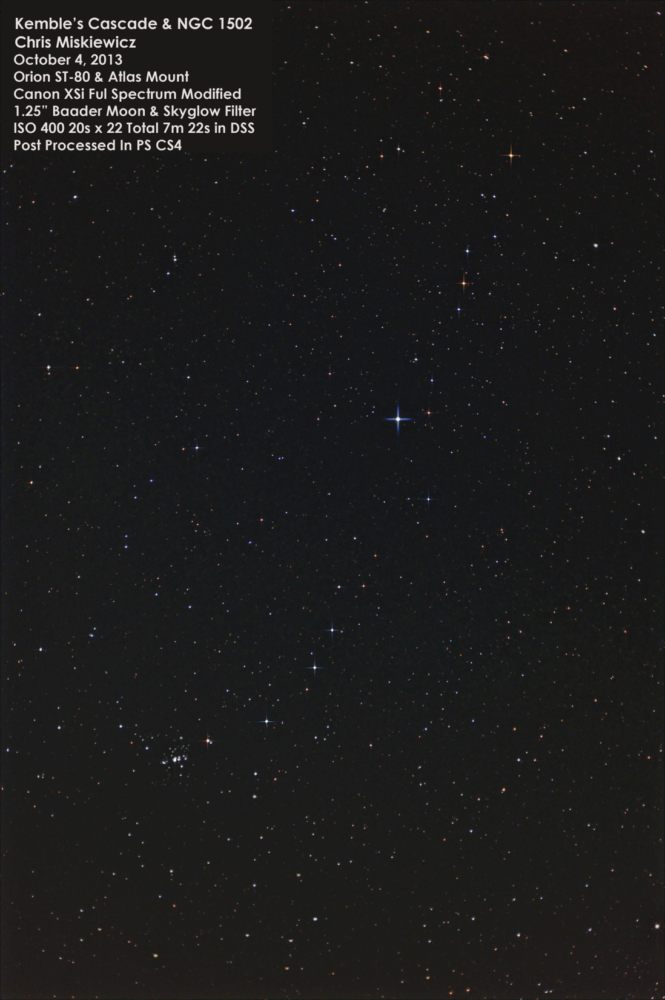 Kemble’s Cascade & NGC 1502
Chris Miskiewicz
October 4, 2013
Orion ST-80 & Atlas Mount
Canon XSi Ful Spectrum Modified
1.25” Baader Moon & Skyglow Filter
ISO 400 20s x 22 Total 7m 22s in DSS
Post Processed In PS CS4